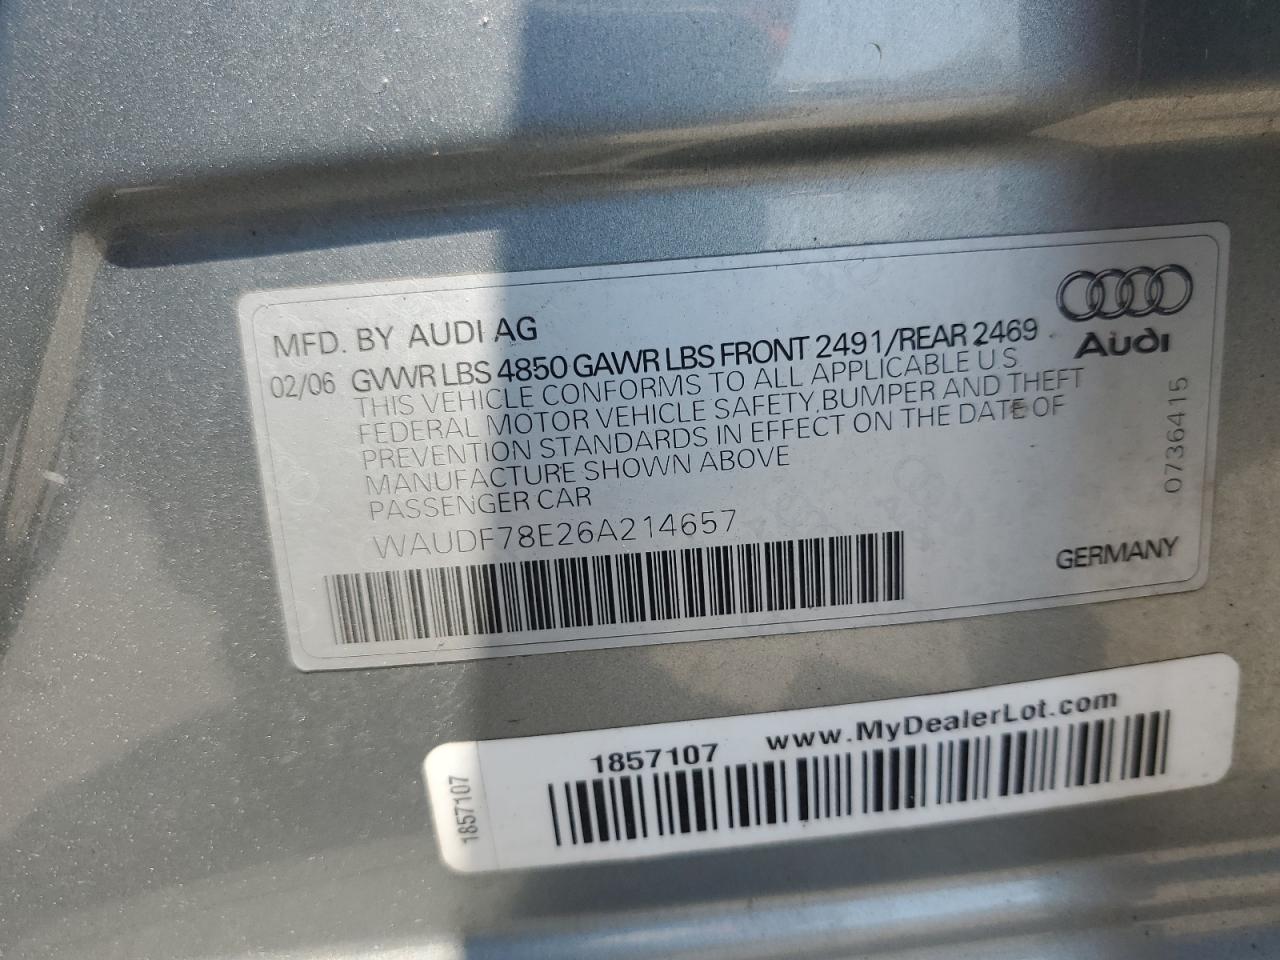 MFD. BY AUDI AG
02/06 GVWR LBS 4850 GAWR LBS FRONT 2491/REAR 2469
THIS VEHICLE CONFORMS TO ALL APPLICABLE U S
FEDERAL MOTOR VEHICLE SAFETY, BUMPER AND THEFT
PREVENTION STANDARDS IN EFFECT ON THE DATE OF
MANUFACTURE SHOWN ABOVE
PASSENGER CAR
WAUDF78E26A214657
Audi
0736415
GERMANY
1857107 www.MyDealerLot.com
1857107